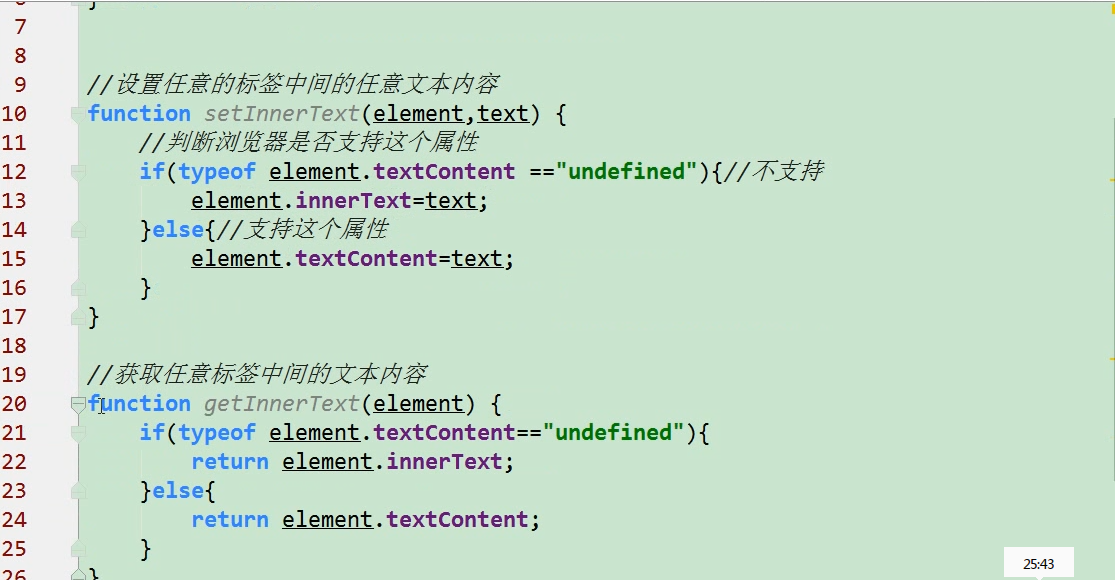 }
7
8
9 //设置任意的标签中间的任意文本内容
10 function setInnerText(element,text) {
11 //判断浏览器是否支持这个属性
12 if(typeof element.textContent =="undefined"){//不支持
13 element.innerText=text;
14 }else{//支持这个属性
15 element.textContent=text;
16 }
17 }
18
19 //获取任意标签中间的文本内容
20 function getInnerText(element) {
21 if(typeof element.textContent=="undefined"){
22 return element.innerText;
23 }else{
24 return element.textContent;
25 }
26 }
25:43